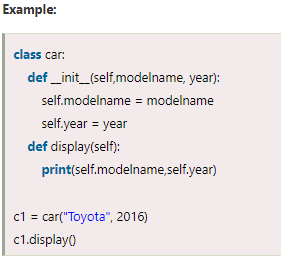 Example:
class car:
def __init__(self,modelname, year):
self.modelname = modelname
self.year = year
def display(self):
print(self.modelname,self.year)
c1 = car("Toyota", 2016)
c1.display()